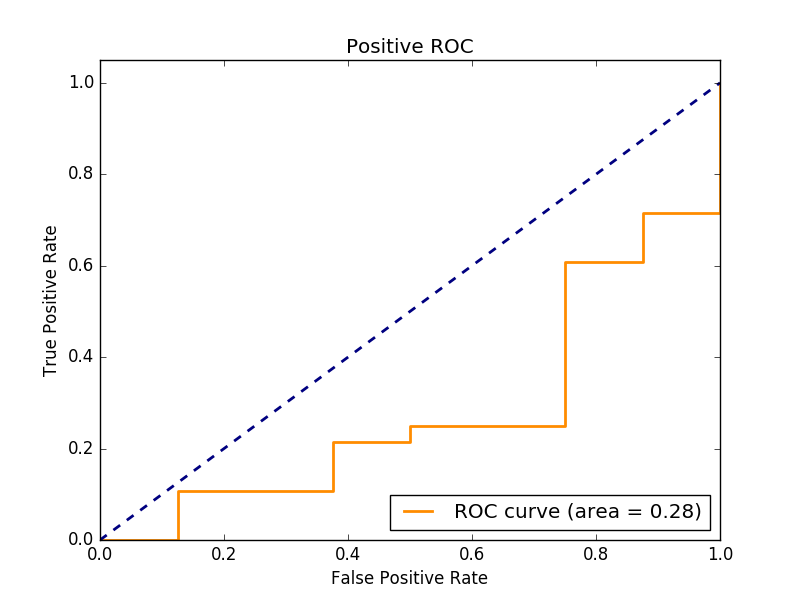 Positive ROC
1.0
0.8
0.6
0.4
0.2
0.0
True Positive Rate
ROC curve (area = 0.28)
0.0 0.2 0.4 0.6 0.8 1.0
False Positive Rate